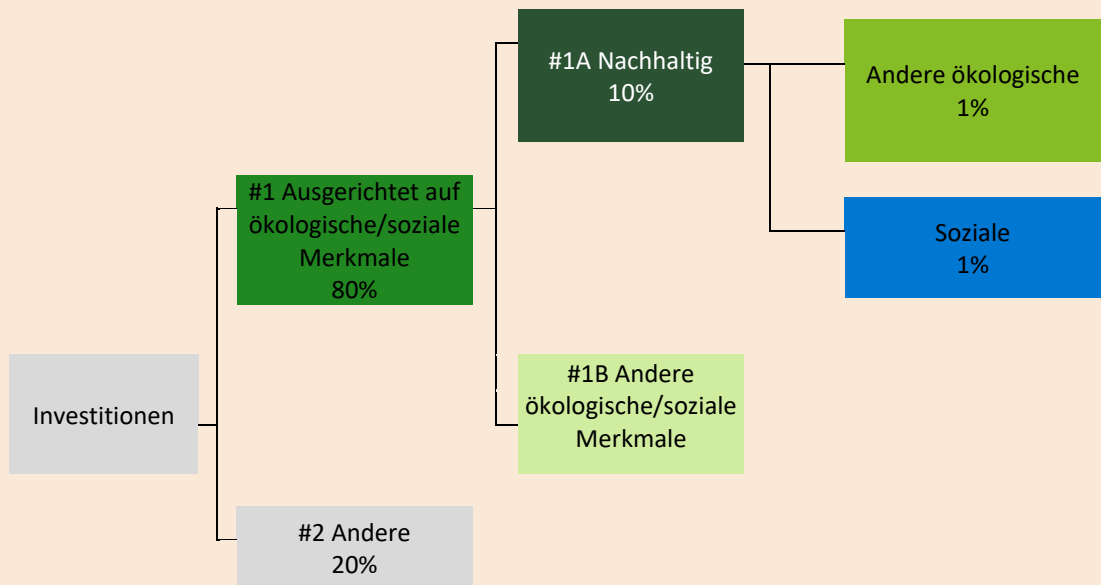 #1A Nachhaltig
10%
Andere ökologische
1%
#1 Ausgerichtet auf
ökologische/soziale
Merkmale
80%
Soziale
1%
Investitionen
#1B Andere
ökologische/soziale
Merkmale
#2 Andere
20%